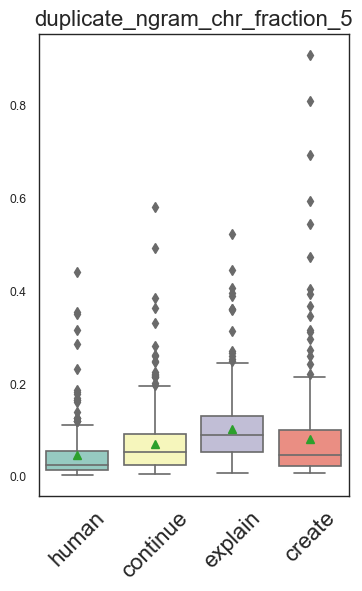 duplicate_ngram_chr_fraction_5
0.8
0.6
0.4
0.2
0.0
human
continue
explain
create